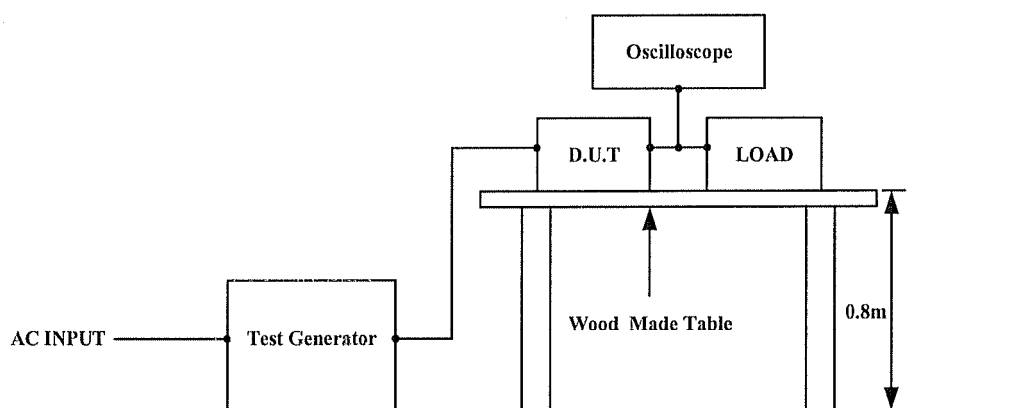 Oscilloscope
D.U.T
LOAD
Wood Made Table
0.8m
AC INPUT
Test Generator